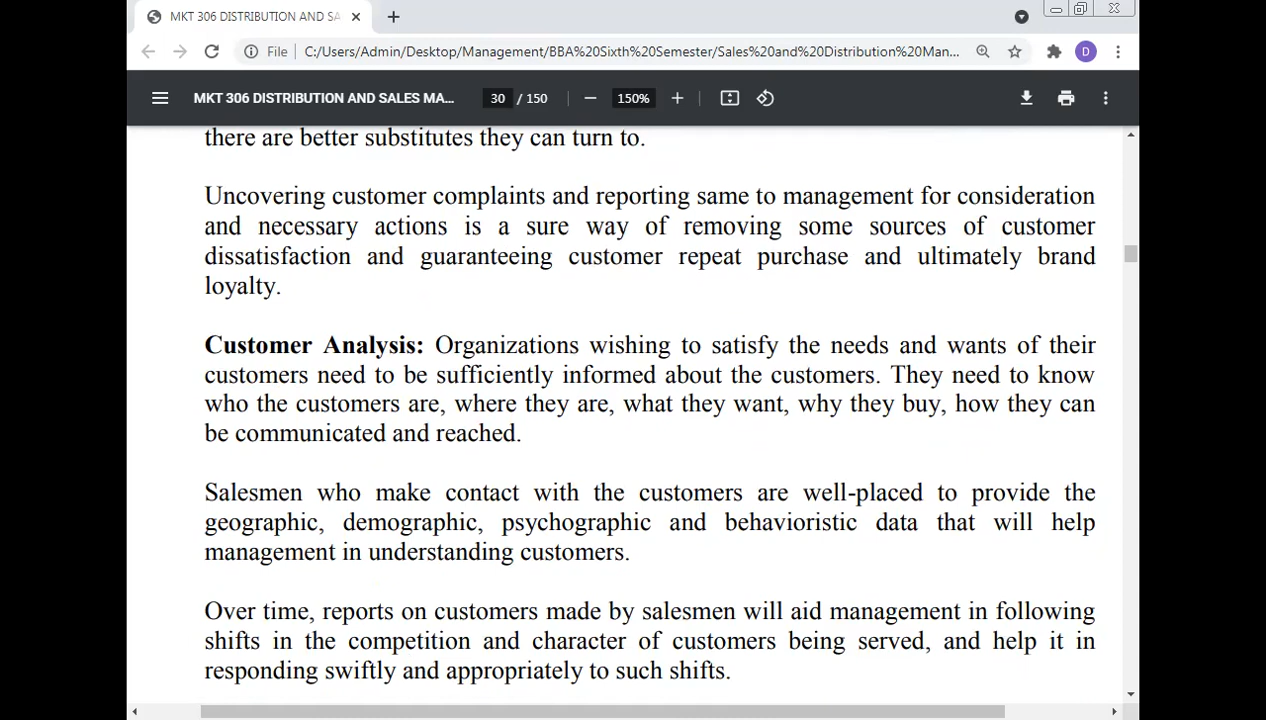 MKT 306 DISTRIBUTION AND SA
File C:/Users/Admin/Desktop/Management/BBA%20Sixth%20Semester/Sales%20and%20Distribution%20Man... D
MKT 306 DISTRIBUTION AND SALES MA... 30 / 150 150%
there are better substitutes they can turn to.
Uncovering customer complaints and reporting same to management for consideration
and necessary actions is a sure way of removing some sources of customer
dissatisfaction and guaranteeing customer repeat purchase and ultimately brand
loyalty.
Customer Analysis: Organizations wishing to satisfy the needs and wants of their
customers need to be sufficiently informed about the customers. They need to know
who the customers are, where they are, what they want, why they buy, how they can
be communicated and reached.
Salesmen who make contact with the customers are well-placed to provide the
geographic, demographic, psychographic and behavioristic data that will help
management in understanding customers.
Over time, reports on customers made by salesmen will aid management in following
shifts in the competition and character of customers being served, and help it in
responding swiftly and appropriately to such shifts.